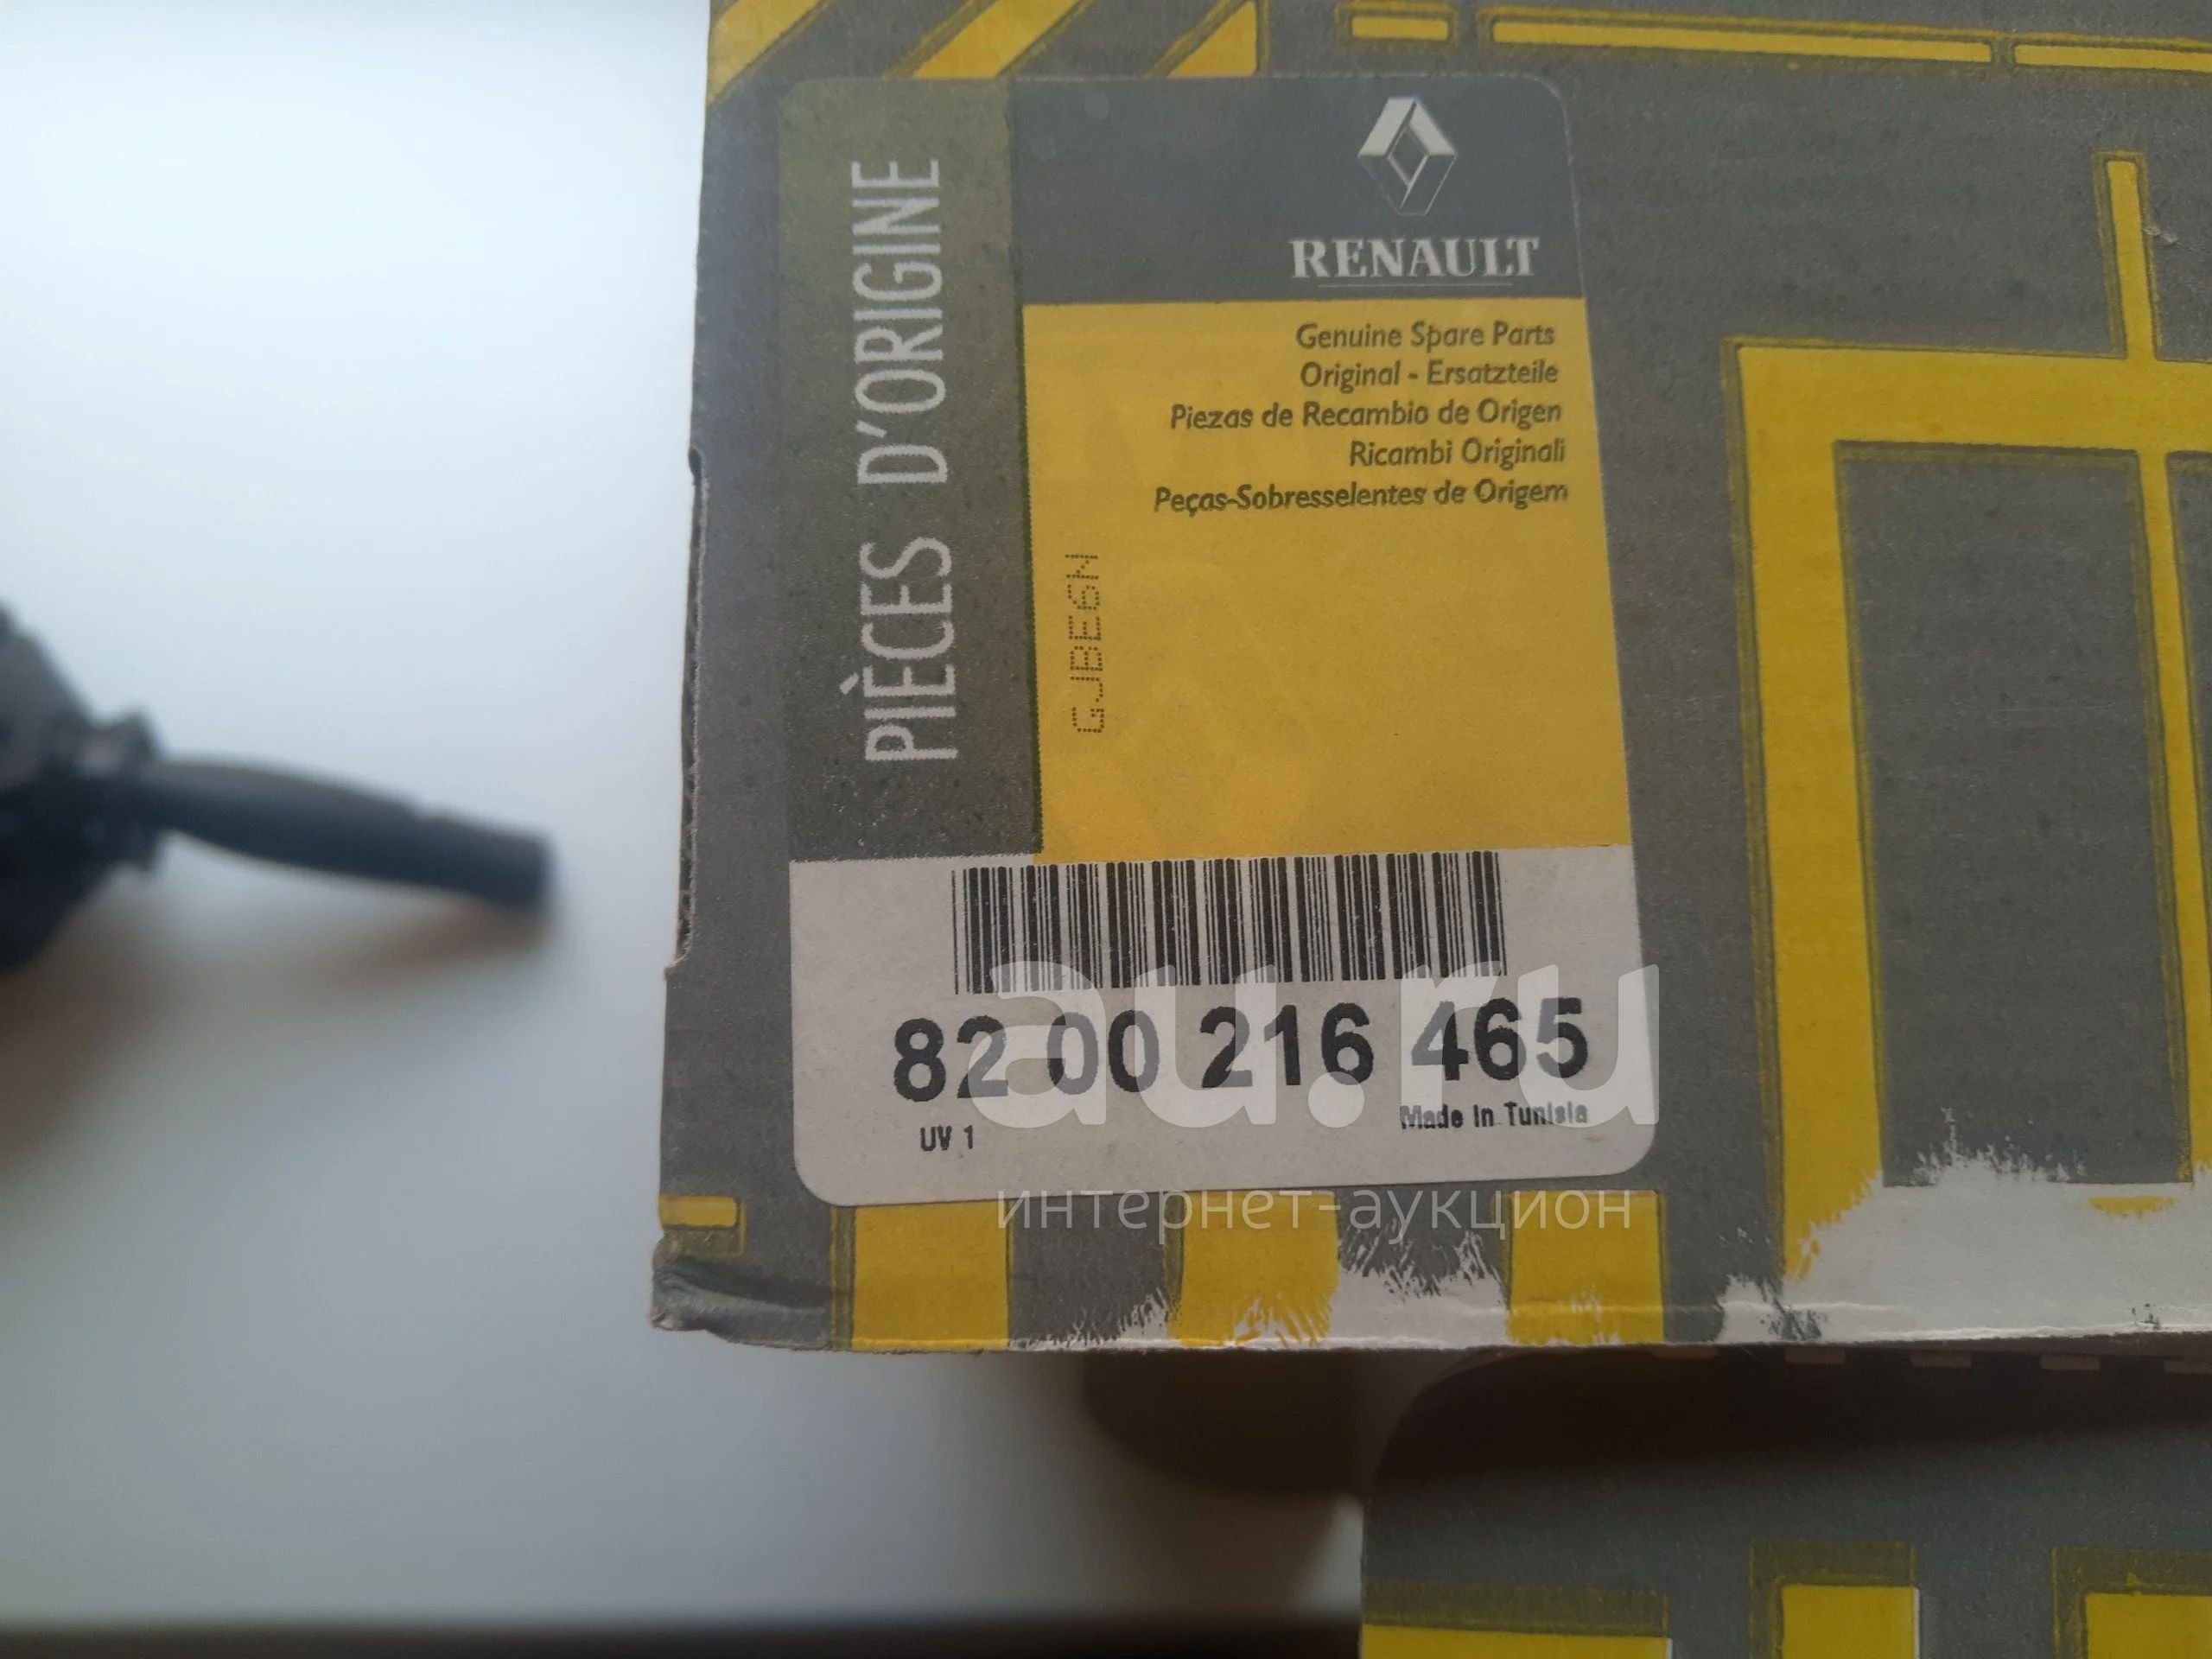 RENAULT
PIÈCES D'ORIGINE
Genuine Spare Parts
Original - Ersatzteile
Piezas de Recambio de Origen
Ricambi Originali
Peças-Sobresselentes de Origem
GJBE6N
82 00 216 465
UV 1
Made in Tunisia
au.ru
интернет-аукцион